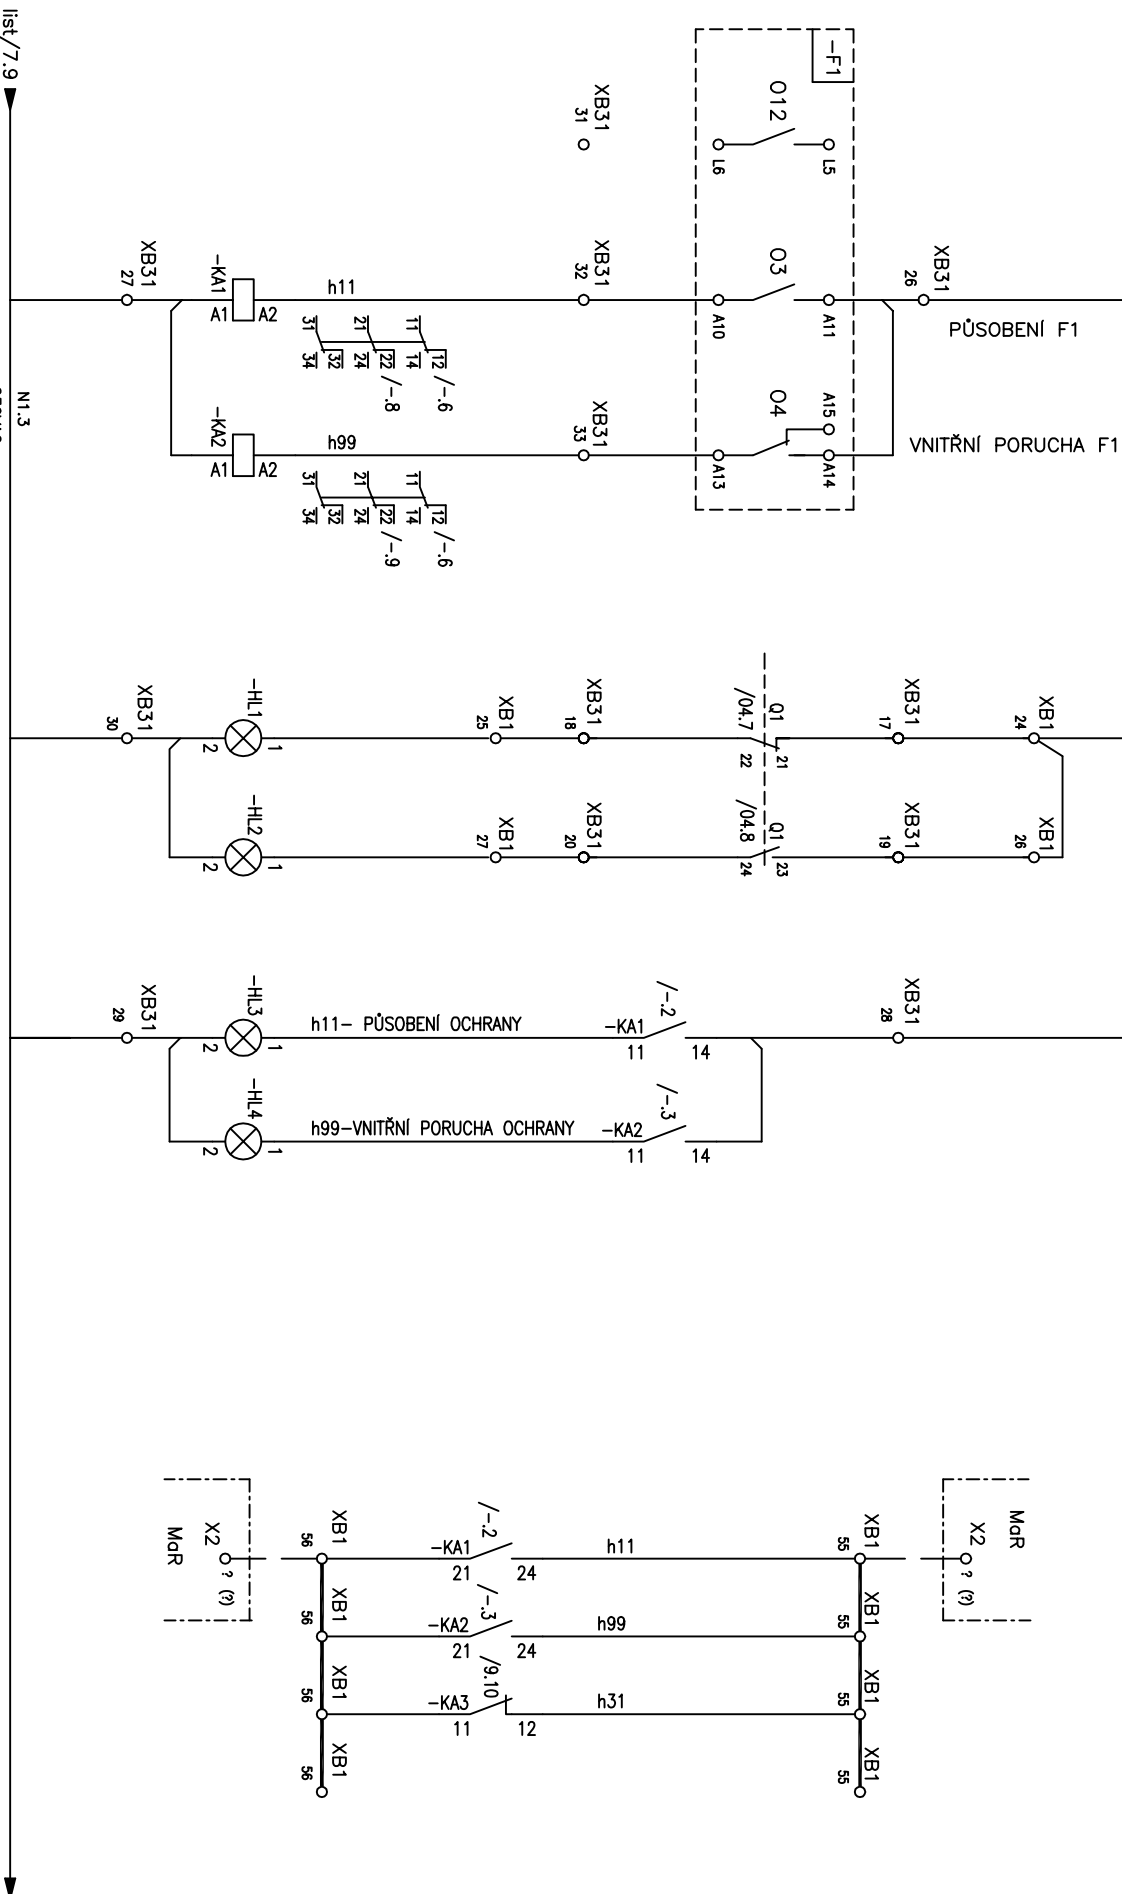 list/7.9
N1.3
-F1
O12
L5
L6
XB31
31
XB31
26
PŮSOBENÍ F1
A11
O3
A10
XB31
32
h11
-KA1
A1
A2
XB31
27
11
12
14
/-.6
21
22
24
/-.8
31
32
34
VNITŘNÍ PORUCHA F1
A15
A14
O4
A13
XB31
33
h99
-KA2
A1
A2
11
12
14
/-.6
21
22
24
/-.9
31
32
34
XB1
24
XB31
17
Q1
/04.7
21
22
XB31
18
XB1
25
-HL1
1
2
XB31
30
XB1
26
XB31
19
Q1
/04.8
23
24
XB31
20
XB1
27
-HL2
1
2
XB31
28
/-.2
-KA1
11
14
h11- PŮSOBENÍ OCHRANY
-HL3
1
2
XB31
29
/-.3
-KA2
11
14
h99-VNITŘNÍ PORUCHA OCHRANY
-HL4
1
2
MaR
X2
? (?)
XB1
55
h11
/-.2
-KA1
21
24
XB1
56
X2
? (?)
MaR
XB1
55
h99
/-.3
-KA2
21
24
XB1
56
XB1
55
h31
/9.10
-KA3
11
12
XB1
56
XB1
55
XB1
56